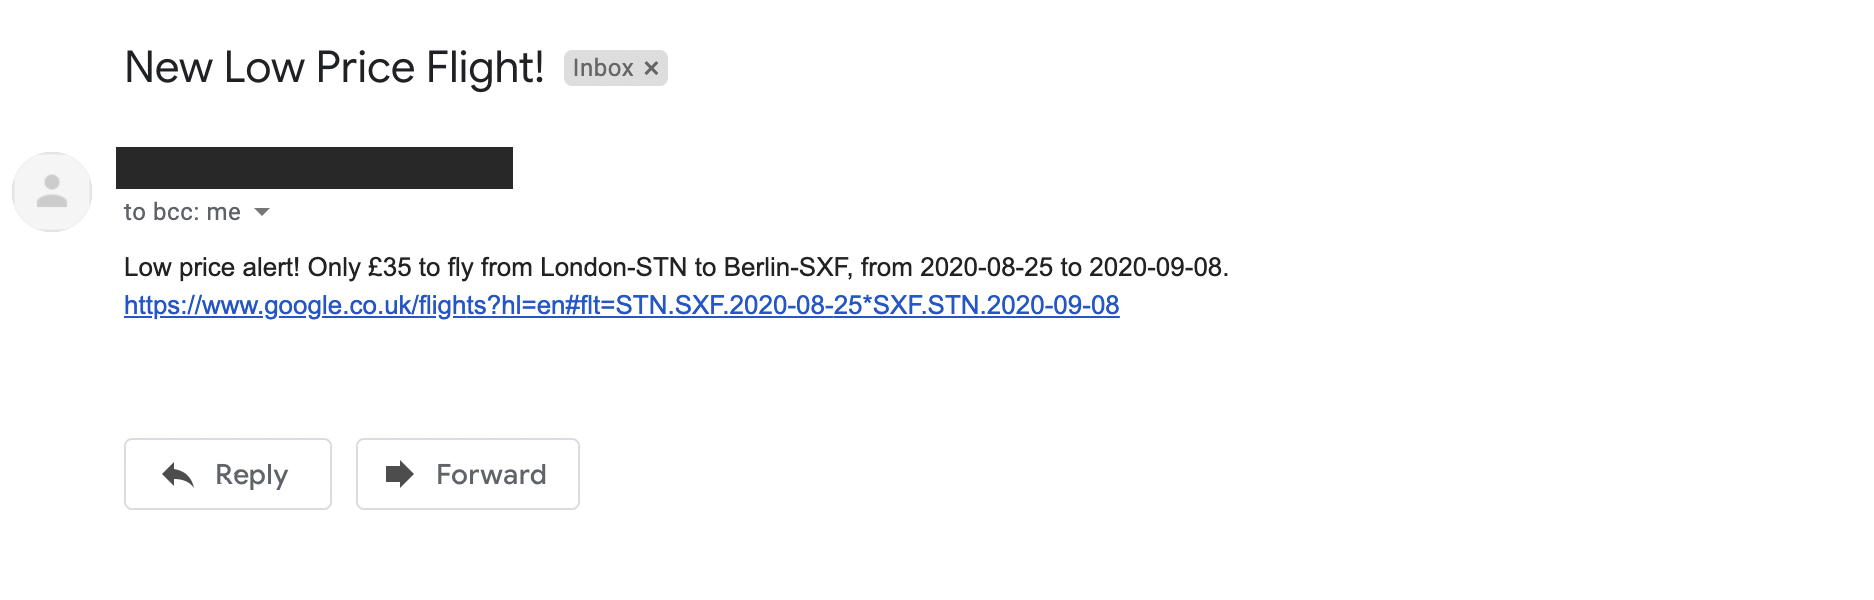 New Low Price Flight! Inbox ×
to bcc: me
Low price alert! Only £35 to fly from London-STN to Berlin-SXF, from 2020-08-25 to 2020-09-08.
https://www.google.co.uk/flights?hl=en#flt=STN.SXF.2020-08-25*SXF.STN.2020-09-08
Reply Forward